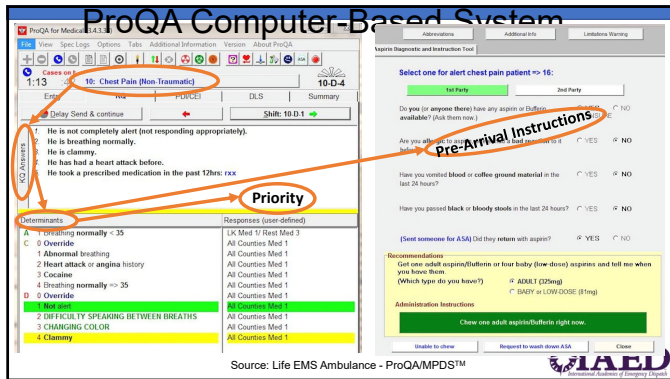 ProQA Computer-Based System
ProQA for Medical
File View Spec Logs Options Tabs Additional Information Version About ProQA
Cases on
1:13
10: Chest Pain (Non-Traumatic)
10-D-4
Entry KQ PDI/CEI DLS Summary
Delay Send & continue
Shift: 10-D-1
KQ Answers
1. He is not completely alert (not responding appropriately).
2. He is breathing normally.
3. He is clammy.
4. He has had a heart attack before.
5. He took a prescribed medication in the past 12hrs: rxx
Priority
Determinants
Responses (user-defined)
A 1 Breathing normally < 35 LK Med 1/ Rest Med 3
C 0 Override All Counties Med 1
1 Abnormal breathing All Counties Med 1
2 Heart attack or angina history All Counties Med 1
3 Cocaine All Counties Med 1
4 Breathing normally => 35 All Counties Med 1
D 0 Override All Counties Med 1
1 Not alert All Counties Med 1
2 DIFFICULTY SPEAKING BETWEEN BREATHS All Counties Med 1
3 CHANGING COLOR All Counties Med 1
4 Clammy All Counties Med 1
Abbreviations Additional Info Limitations Warning
Aspirin Diagnostic and Instruction Tool
Select one for alert chest pain patient => 16:
1st Party 2nd Party
Do you (or anyone there) have any aspirin or Bufferin
available? (Ask them now.)
NO
Pre-Arrival Instructions
Are you allergic to
reaction to it
YES NO
Have you vomited blood or coffee ground material in the
last 24 hours?
YES NO
Have you passed black or bloody stools in the last 24 hours? YES NO
(Sent someone for ASA) Did they return with aspirin? YES NO
Recommendations
Get one adult aspirin/Bufferin or four baby (low-dose) aspirins and tell me when
you have them.
(Which type do you have?) ADULT (325mg)
BABY or LOW-DOSE (81mg)
Administration Instructions
Chew one adult aspirin/Bufferin right now.
Unable to chew Request to wash down ASA Close
Source: Life EMS Ambulance - ProQA/MPDS™
IAED
International Academies of Emergency Dispatch